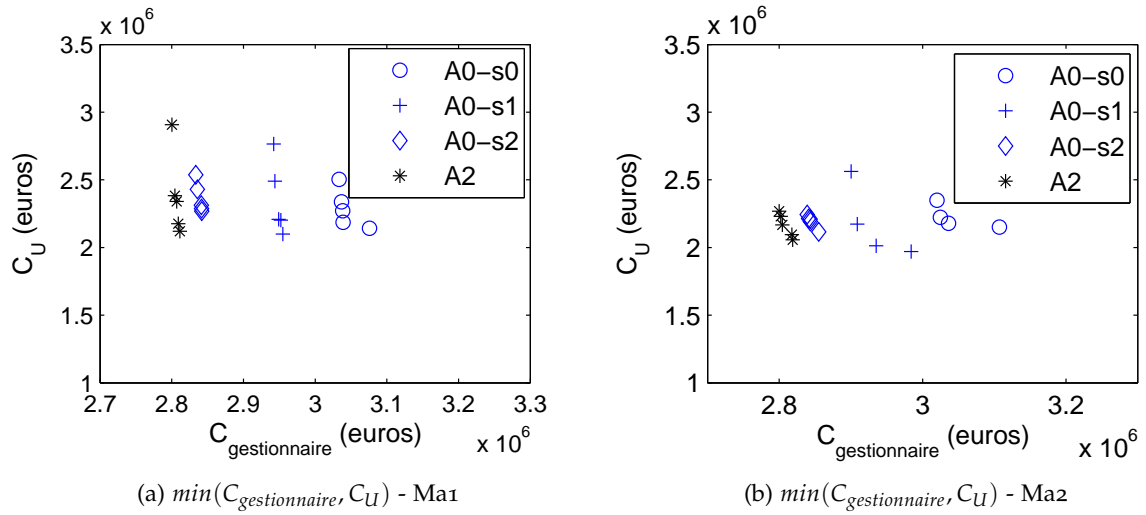 x 10^6
3.5
3
2.5
2
1.5
1
C_U (euros)
2.7 2.8 2.9 3 3.1 3.2 3.3
C_gestionnaire (euros)
x 10^6
A0−s0
A0−s1
A0−s2
A2
(a) min(C_gestionnaire, C_U) - Ma1
x 10^6
3.5
3
2.5
2
1.5
1
C_U (euros)
2.8 3 3.2
C_gestionnaire (euros)
x 10^6
A0−s0
A0−s1
A0−s2
A2
(b) min(C_gestionnaire, C_U) - Ma2